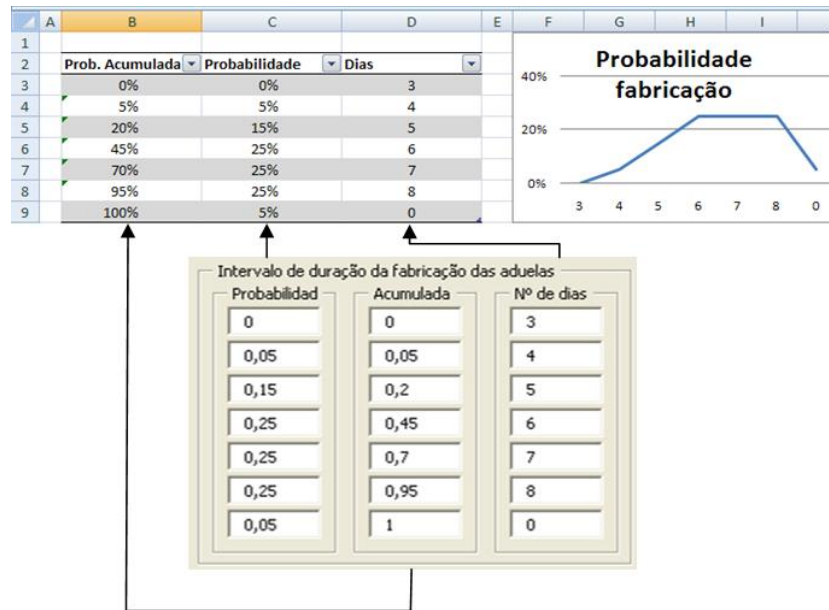 A B C D E F G H I
1
2 Prob. Acumulada Probabilidade Dias
3 0% 0% 3
4 5% 5% 4
5 20% 15% 5
6 45% 25% 6
7 70% 25% 7
8 95% 25% 8
9 100% 5% 0
Probabilidade
fabricação
40%
20%
0%
3 4 5 6 7 8 0
Intervalo de duração da fabricação das aduelas
Probabilidad Acumulada Nº de dias
0 0 3
0,05 0,05 4
0,15 0,2 5
0,25 0,45 6
0,25 0,7 7
0,25 0,95 8
0,05 1 0